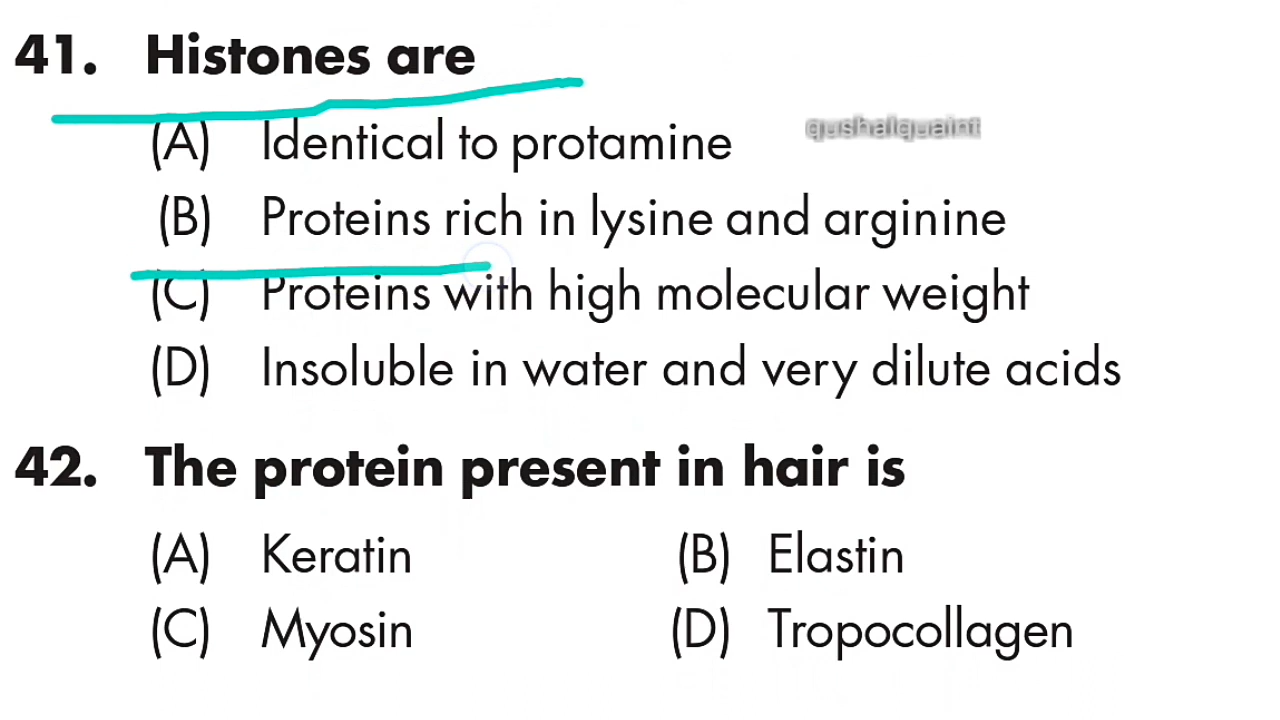 41. Histones are
(A) Identical to protamine
qushalquaint
(B) Proteins rich in lysine and arginine
(C) Proteins with high molecular weight
(D) Insoluble in water and very dilute acids
42. The protein present in hair is
(A) Keratin (B) Elastin
(C) Myosin (D) Tropocollagen